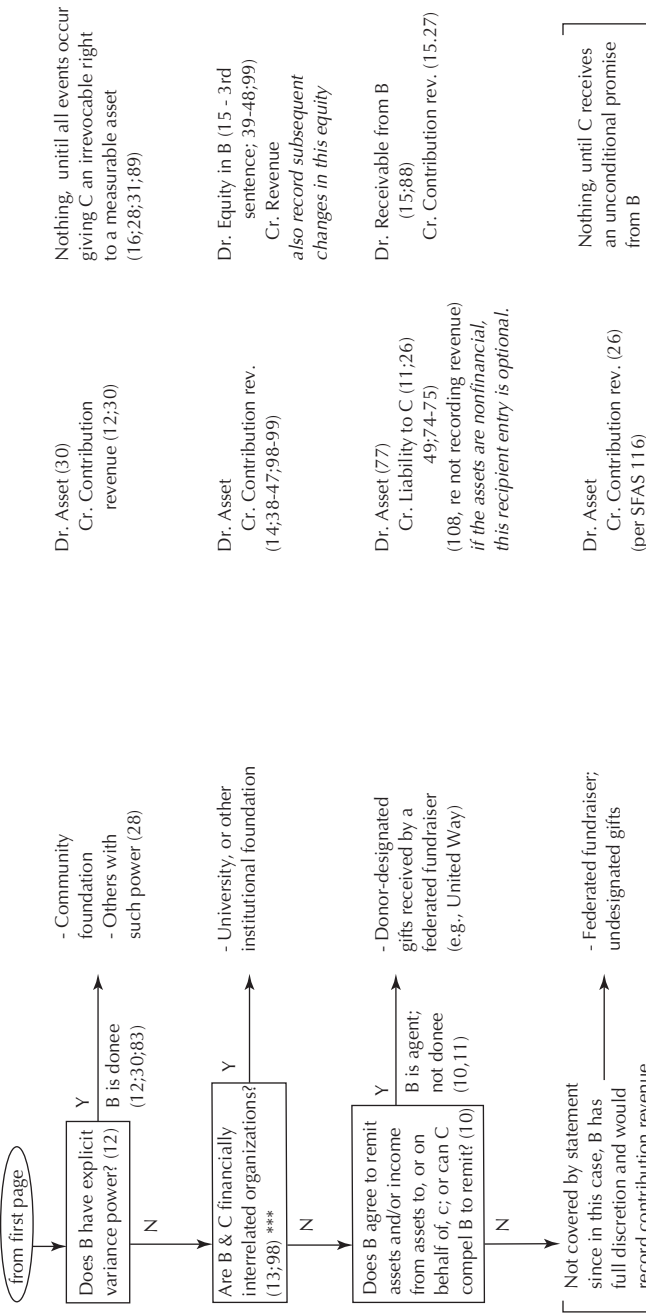 from first page
Does B have explicit
variance power? (12)
Y
B is donee
(12;30;83)
- Community
foundation
- Others with
such power (28)
Dr. Asset (30)
Cr. Contribution
revenue (12;30)
Nothing, unitil all events occur
giving C an irrevocable right
to a measurable asset
(16;28;31;89)
N
Are B & C financially
interrelated organizations?
(13;98) ***
Y
- University, or other
institutional foundation
Dr. Asset
Cr. Contribution rev.
(14;38-47;98-99)
Dr. Equity in B (15 - 3rd
sentence; 39-48;99)
Cr. Revenue
also record subsequent
changes in this equity
N
Does B agree to remit
assets and/or income
from assets to, or on
behalf of, c; or can C
compel B to remit? (10)
Y
B is agent;
not donee
(10,11)
- Donor-designated
gifts received by a
federated fundraiser
(e.g., United Way)
Dr. Asset (77)
Cr. Liability to C (11;26)
49;74-75)
(108, re not recording revenue)
if the assets are nonfinancial,
this recipient entry is optional.
Dr. Receivable from B
(15;88)
Cr. Contribution rev. (15.27)
N
Not covered by statement
since in this case, B has
full discretion and would
record contribution revenue
- Federated fundraiser;
undesignated gifts
Dr. Asset
Cr. Contribution rev. (26)
(per SFAS 116)
Nothing, until C receives
an unconditional promise
from B